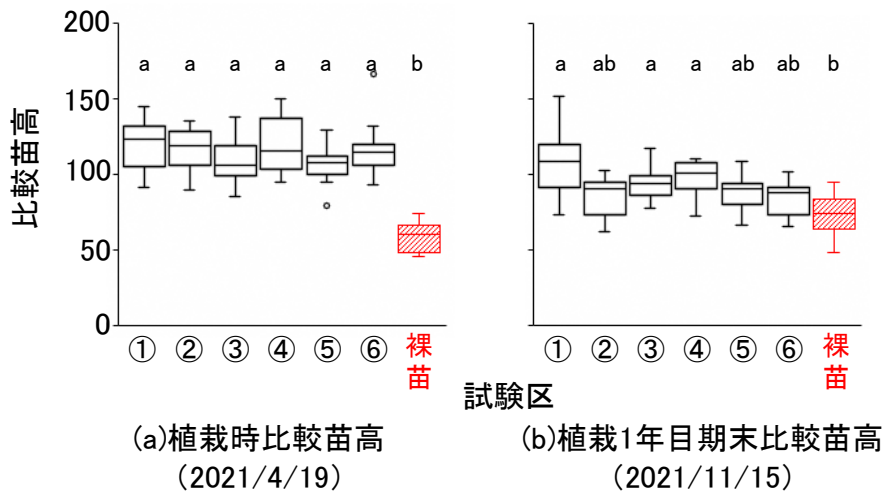 比較苗高
200
150
100
50
0
a a a a a a b
① ② ③ ④ ⑤ ⑥ 裸苗
a ab a a ab ab b
① ② ③ ④ ⑤ ⑥ 裸苗
試験区
(a)植栽時比較苗高
（2021/4/19）
(b)植栽1年目期末比較苗高
（2021/11/15）